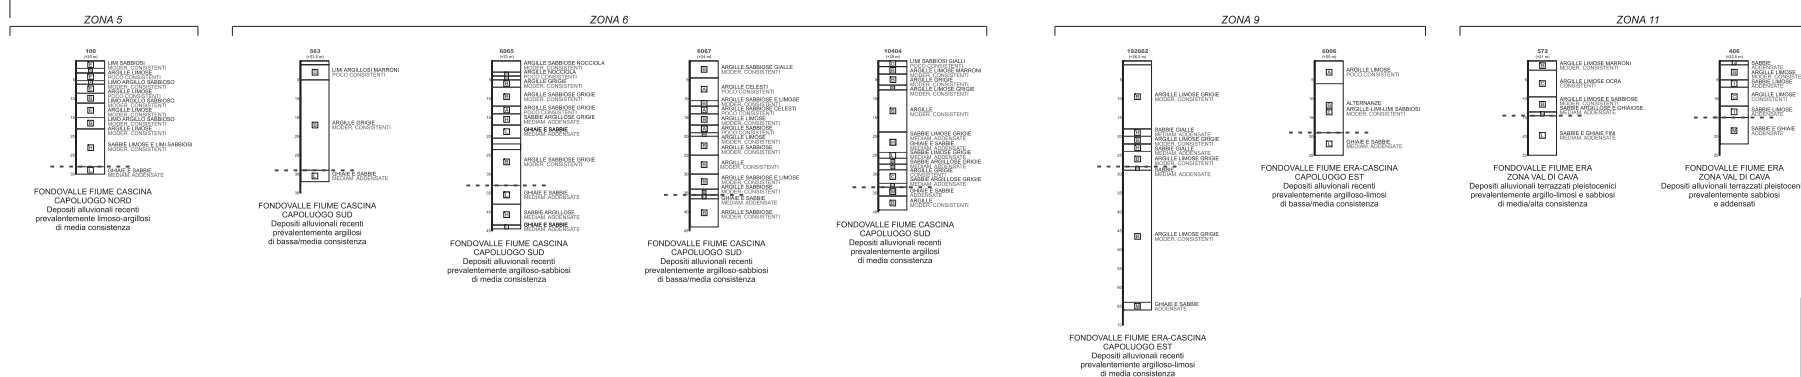 ZONA 5
100
LIMI SABBIOSI
MODER. CONSISTENTI
ARGILLE LIMOSE
POCO CONSISTENTI
LIMO ARGILLO SABBIOSO
MODER. CONSISTENTI
ARGILLE LIMOSE
POCO CONSISTENTI
LIMO ARGILLO SABBIOSO
MODER. CONSISTENTI
ARGILLE LIMOSE
MODER. CONSISTENTI
LIMO ARGILLO SABBIOSO
MODER. CONSISTENTI
ARGILLE LIMOSE
MODER. CONSISTENTI
SABBIE LIMOSE E LIMI SABBIOSI
MODER. CONSISTENTI
GHIAIE E SABBIE
MEDIAM. ADDENSATE
FONDOVALLE FIUME CASCINA
CAPOLUOGO NORD
Depositi alluvionali recenti
prevalentemente limoso-argillosi
di media consistenza
ZONA 6
563
LIMI ARGILLOSI MARRONI
POCO CONSISTENTI
ARGILLE GRIGIE
MODER. CONSISTENTI
GHIAIE E SABBIE
MEDIAM. ADDENSATE
FONDOVALLE FIUME CASCINA
CAPOLUOGO SUD
Depositi alluvionali recenti
prevalentemente argillosi
di bassa/media consistenza
6065
ARGILLE SABBIOSE NOCCIOLA
MODER. CONSISTENTI
ARGILLE NOCCIOLA
POCO CONSISTENTI
ARGILLE GRIGIE
MODER. CONSISTENTI
ARGILLE SABBIOSE GRIGIE
MODER. CONSISTENTI
ARGILLE SABBIOSE GRIGIE
POCO CONSISTENTI
SABBIE ARGILLOSE GRIGIE
MEDIAM. ADDENSATE
GHIAIE E SABBIE
MEDIAM. ADDENSATE
ARGILLE SABBIOSE GRIGIE
MODER. CONSISTENTI
GHIAIE E SABBIE
MEDIAM. ADDENSATE
SABBIE ARGILLOSE
MEDIAM. ADDENSATE
GHIAIE E SABBIE
MEDIAM. ADDENSATE
FONDOVALLE FIUME CASCINA
CAPOLUOGO SUD
Depositi alluvionali recenti
prevalentemente argilloso-sabbiosi
di media consistenza
6067
ARGILLE SABBIOSE GIALLE
MODER. CONSISTENTI
ARGILLE CELESTI
POCO CONSISTENTI
ARGILLE SABBIOSE E LIMOSE
MODER. CONSISTENTI
ARGILLE SABBIOSE CELESTI
POCO CONSISTENTI
ARGILLE LIMOSE
MODER. CONSISTENTI
ARGILLE SABBIOSE
POCO CONSISTENTI
ARGILLE LIMOSE
MODER. CONSISTENTI
ARGILLE SABBIOSE
MODER. CONSISTENTI
ARGILLE
MODER. CONSISTENTI
ARGILLE SABBIOSE E LIMOSE
MODER. CONSISTENTI
ARGILLE SABBIOSE
MODER. CONSISTENTI
GHIAIE E SABBIE
MEDIAM. ADDENSATE
ARGILLE SABBIOSE
MODER. CONSISTENTI
FONDOVALLE FIUME CASCINA
CAPOLUOGO SUD
Depositi alluvionali recenti
prevalentemente argilloso-sabbiosi
di bassa/media consistenza
10404
LIMI SABBIOSI GIALLI
POCO CONSISTENTI
ARGILLE LIMOSE MARRONI
MODER. CONSISTENTI
ARGILLE GRIGIE
MODER. CONSISTENTI
ARGILLE LIMOSE GRIGIE
MODER. CONSISTENTI
ARGILLE
MODER. CONSISTENTI
SABBIE LIMOSE GRIGIE
MEDIAM. ADDENSATE
GHIAIE E SABBIE
MEDIAM. ADDENSATE
SABBIE LIMOSE GRIGIE
MEDIAM. ADDENSATE
SABBIE ARGILLOSE GRIGIE
MEDIAM. ADDENSATE
ARGILLE GRIGIE
CONSISTENTI
SABBIE ARGILLOSE GRIGIE
MEDIAM. ADDENSATE
GHIAIE E SABBIE
ADDENSATE
ARGILLE
MODER. CONSISTENTI
FONDOVALLE FIUME CASCINA
CAPOLUOGO SUD
Depositi alluvionali recenti
prevalentemente argillosi
di media consistenza
ZONA 9
192662
ARGILLE LIMOSE GRIGIE
MODER. CONSISTENTI
SABBIE GIALLE
MEDIAM. ADDENSATE
ARGILLE LIMOSE GRIGIE
MODER. CONSISTENTI
SABBIE GIALLE
MEDIAM. ADDENSATE
ARGILLE LIMOSE GRIGIE
MODER. CONSISTENTI
SABBIE
MEDIAM. ADDENSATE
ARGILLE LIMOSE GRIGIE
MODER. CONSISTENTI
GHIAIE E SABBIE
ADDENSATE
FONDOVALLE FIUME ERA-CASCINA
CAPOLUOGO EST
Depositi alluvionali recenti
prevalentemente argilloso-limosi
di media consistenza
6006
ARGILLE LIMOSE
POCO CONSISTENTI
ALTERNANZE
ARGILLE-LIMI-LIMI SABBIOSI
MODER. CONSISTENTI
GHIAIE E SABBIE
MEDIAM. ADDENSATE
FONDOVALLE FIUME ERA-CASCINA
CAPOLUOGO EST
Depositi alluvionali recenti
prevalentemente argilloso-limosi
di bassa/media consistenza
ZONA 11
572
ARGILLE LIMOSE MARRONI
MODER. CONSISTENTI
ARGILLE LIMOSE OCRA
CONSISTENTI
ARGILLE LIMOSE E SABBIOSE
MODER. CONSISTENTI
SABBIE ARGILLOSE E GHIAIOSE
MEDIAM. ADDENSATE
SABBIE E GHIAIE FINI
MEDIAM. ADDENSATE
FONDOVALLE FIUME ERA
ZONA VAL DI CAVA
Depositi alluvionali terrazzati pleistocenici
prevalentemente argillo-limosi e sabbiosi
di media/alta consistenza
406
SABBIE
ADDENSATE
ARGILLE LIMOSE
SABBIE LIMOSE
ADDENSATE
ARGILLE LIMOSE
CONSISTENTI
SABBIE LIMOSE
ADDENSATE
SABBIE E GHIAIE
ADDENSATE
FONDOVALLE FIUME ERA
ZONA VAL DI CAVA
Depositi alluvionali terrazzati pleistoceni
prevalentemente sabbiosi
e addensati